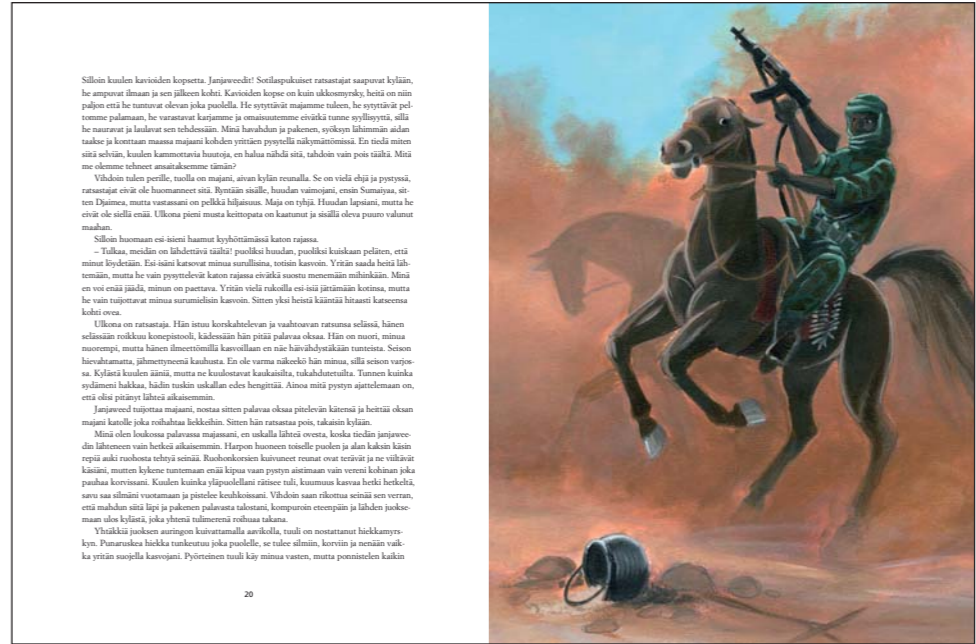 Silloin kuulen kavioiden kopsetta. Janjaweedit! Sotilaspukuiset ratsastajat saapuvat kylään,
he ampuvat ilmaan ja sen jälkeen kohti. Kavioiden kopse on kuin ukkosmyrsky, heitä on niin
paljon että he tuntuvat olevan joka puolella. He sytyttävät majamme tuleen, he sytyttävät pel-
tomme palamaan, he varastavat karjamme ja omaisuutemme eivätkä tunne syyllisyyttä, sillä
he nauravat ja laulavat sen tehdessään. Minä havahdun ja pakenen, syöksyn lähimmän aidan
taakse ja konttaan maassa majaani kohden yrittäen pysytellä näkymättömissä. En tiedä miten
siitä selviän, kuulen kammottavia huutoja, en halua nähdä sitä, tahdoin vain pois täältä. Mitä
me olemme tehneet ansaitaksemme tämän?
Vihdoin tulen perille, tuolla on majani, aivan kylän reunalla. Se on vielä ehjä ja pystyssä,
ratsastajat eivät ole huomanneet sitä. Ryntään sisälle, huudan vaimojani, ensin Sumaiyaa, sit-
ten Djaimea, mutta vastassani on pelkkä hiljaisuus. Maja on tyhjä. Huudan lapsiani, mutta he
eivät ole siellä enää. Ulkona pieni musta keittopata on kaatunut ja sisällä oleva puuro valunut
maahan.
Silloin huomaan esi-isieni haamut kyyhöttämässä katon rajassa.
– Tulkaa, meidän on lähdettävä täältä! puoliksi huudan, puoliksi kuiskaan peläten, että
minut löydetään. Esi-isäni katsovat minua surullisina, totisin kasvoin. Yritän saada heitä läh-
temään, mutta he vain pysyttelevät katon rajassa eivätkä suostu menemään mihinkään. Minä
en voi enää jäädä, minun on paettava. Yritän vielä rukoilla esi-isiä jättämään kotinsa, mutta
he vain tuijottavat minua surumielisin kasvoin. Sitten yksi heistä kääntää hitaasti katseensa
kohti ovea.
Ulkona on ratsastaja. Hän istuu korskahtelevan ja vaahtoavan ratsunsa selässä, hänen
selässään roikkuu konepistooli, kädessään hän pitää palavaa oksaa. Hän on nuori, minua
nuorempi, mutta hänen ilmeettömillä kasvoillaan en näe häivähdystäkään tunteista. Seison
hievahtamatta, jähmettyneenä kauhusta. En ole varma näkeekö hän minua, sillä seison varjos-
sa. Kylästä kuulen ääniä, mutta ne kuulostavat kaukaisilta, tukahdutetuilta. Tunnen kuinka
sydämeni hakkaa, hädin tuskin uskallan edes hengittää. Ainoa mitä pystyn ajattelemaan on,
että olisi pitänyt lähteä aikaisemmin.
Janjaweed tuijottaa majaani, nostaa sitten palavaa oksaa pitelevän kätensä ja heittää oksan
majani katolle joka roihahtaa liekkeihin. Sitten hän ratsastaa pois, takaisin kylään.
Minä olen loukossa palavassa majassani, en uskalla lähteä ovesta, koska tiedän janjawee-
din lähteneen vain hetkeä aikaisemmin. Harpon huoneen toiselle puolen ja alan kaksin käsin
repiä auki ruohosta tehtyä seinää. Ruohonkorsien kuivuneet reunat ovat terävät ja ne viiltävät
käsiäni, mutten kykene tuntemaan enää kipua vaan pystyn aistimaan vain vereni kohinan joka
pauhaa korvissani. Kuulen kuinka yläpuolellani rätisee tuli, kuumuus kasvaa hetki hetkeltä,
savu saa silmäni vuotamaan ja pistelee keuhkoissani. Vihdoin saan rikottua seinää sen verran,
että mahdun siitä läpi ja pakenen palavasta talostani, kompuroin eteenpäin ja lähden juokse-
maan ulos kylästä, joka yhtenä tulimerenä roihuaa takana.
Yhtäkkiä juoksen auringon kuivattamalla aavikolla, tuuli on nostattanut hiekkamyrs-
kyn. Punaruskea hiekka tunkeutuu joka puolelle, se tulee silmiin, korviin ja nenään vaik-
ka yritän suojella kasvojani. Pyörteinen tuuli käy minua vasten, mutta ponnistelen kaikin
20